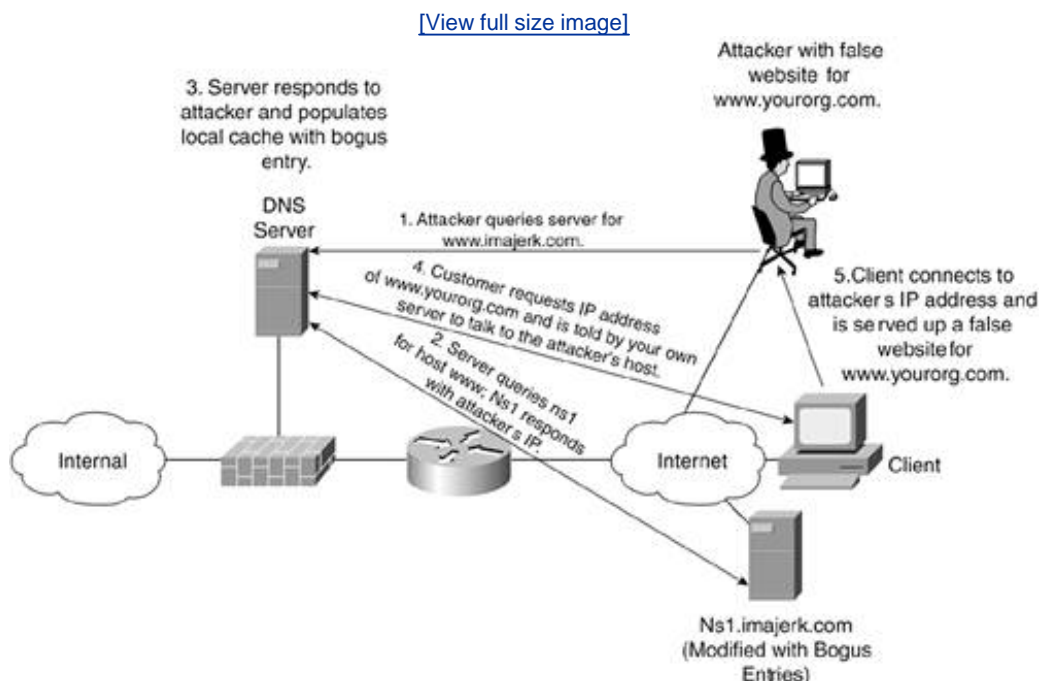 [View full size image]
Attacker with false
website for
www.yourorg.com.
3. Server responds to
attacker and populates
local cache with bogus
entry.
DNS
Server
1. Attacker queries server for
www.imajerk.com.
4. Customer requests IP address
of www.yourorg.com and is told by your own
server to talk to the attacker's host.
2. Server queries ns1
for host www; Ns1 responds
with attacker's IP.
5.Client connects to
attacker s IP address and
is served up a false
website for
www.yourorg.com.
Internal
Internet
Client
Ns1.imajerk.com
(Modified with Bogus
Entries)